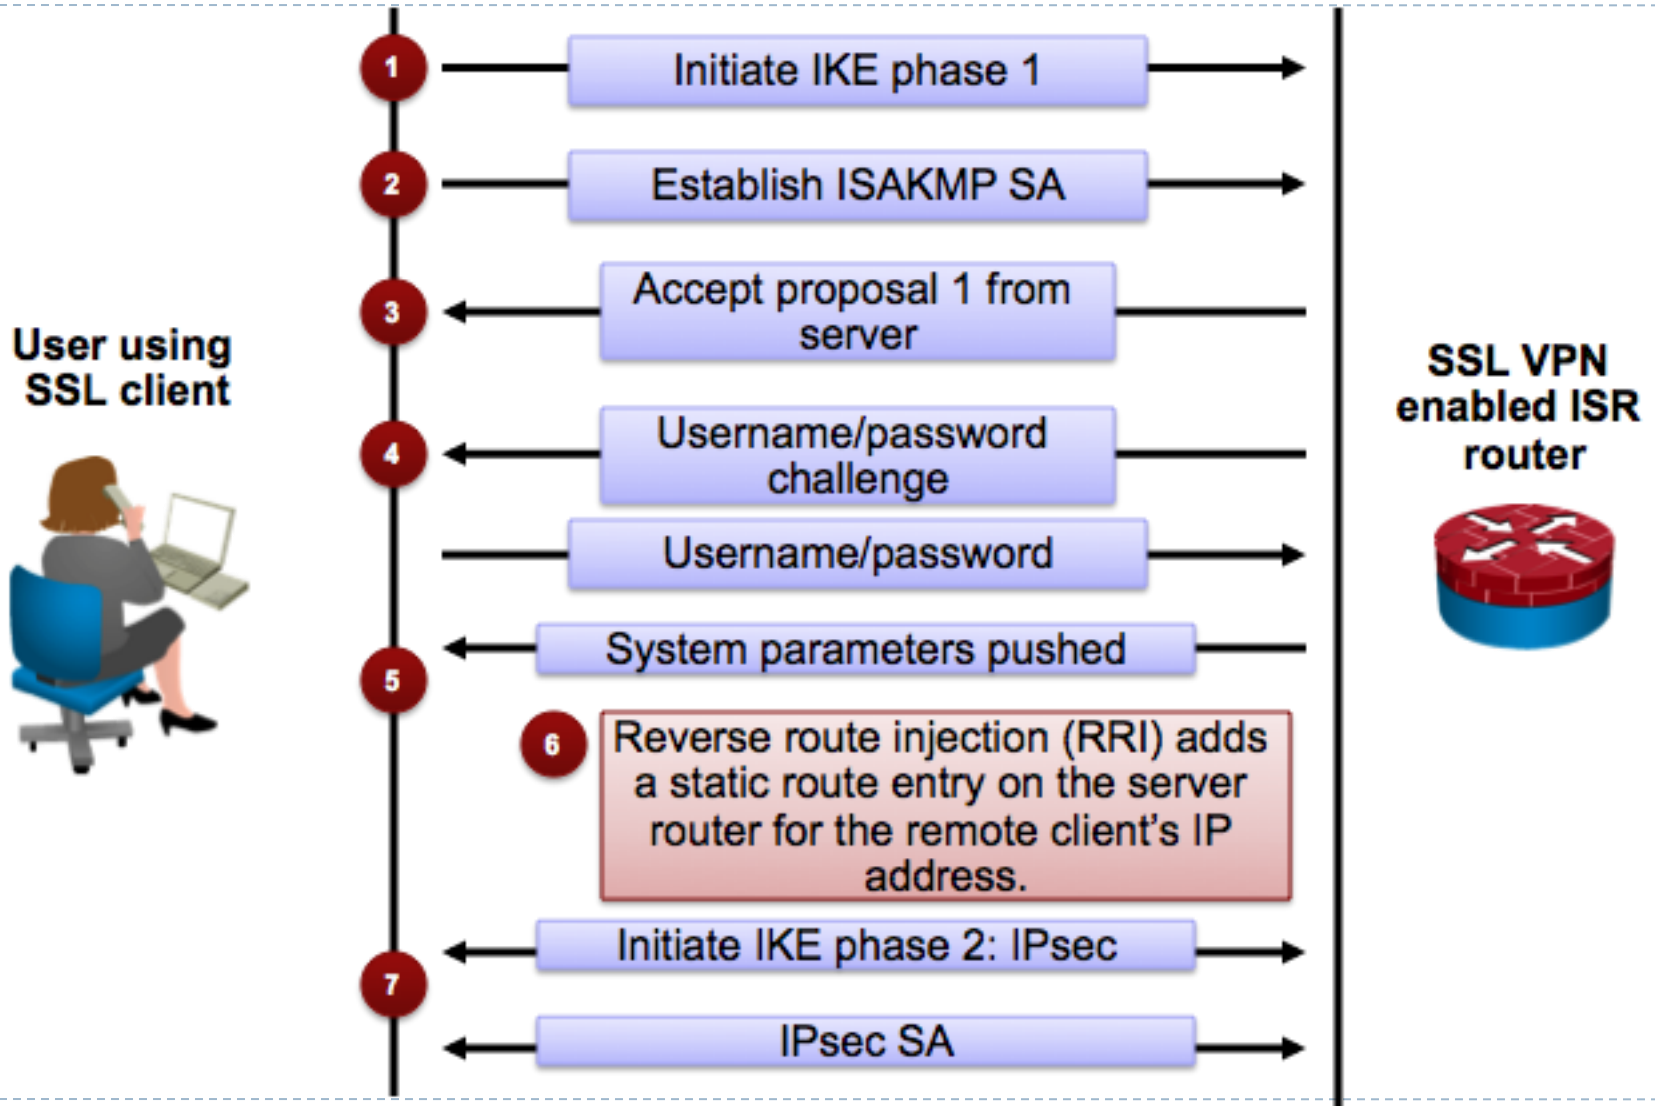 1
Initiate IKE phase 1
2
Establish ISAKMP SA
3
Accept proposal 1 from
server
User using
SSL client
SSL VPN
enabled ISR
router
4
Username/password
challenge
Username/password
System parameters pushed
5
6
Reverse route injection (RRI) adds
a static route entry on the server
router for the remote client’s IP
address.
Initiate IKE phase 2: IPsec
7
IPsec SA